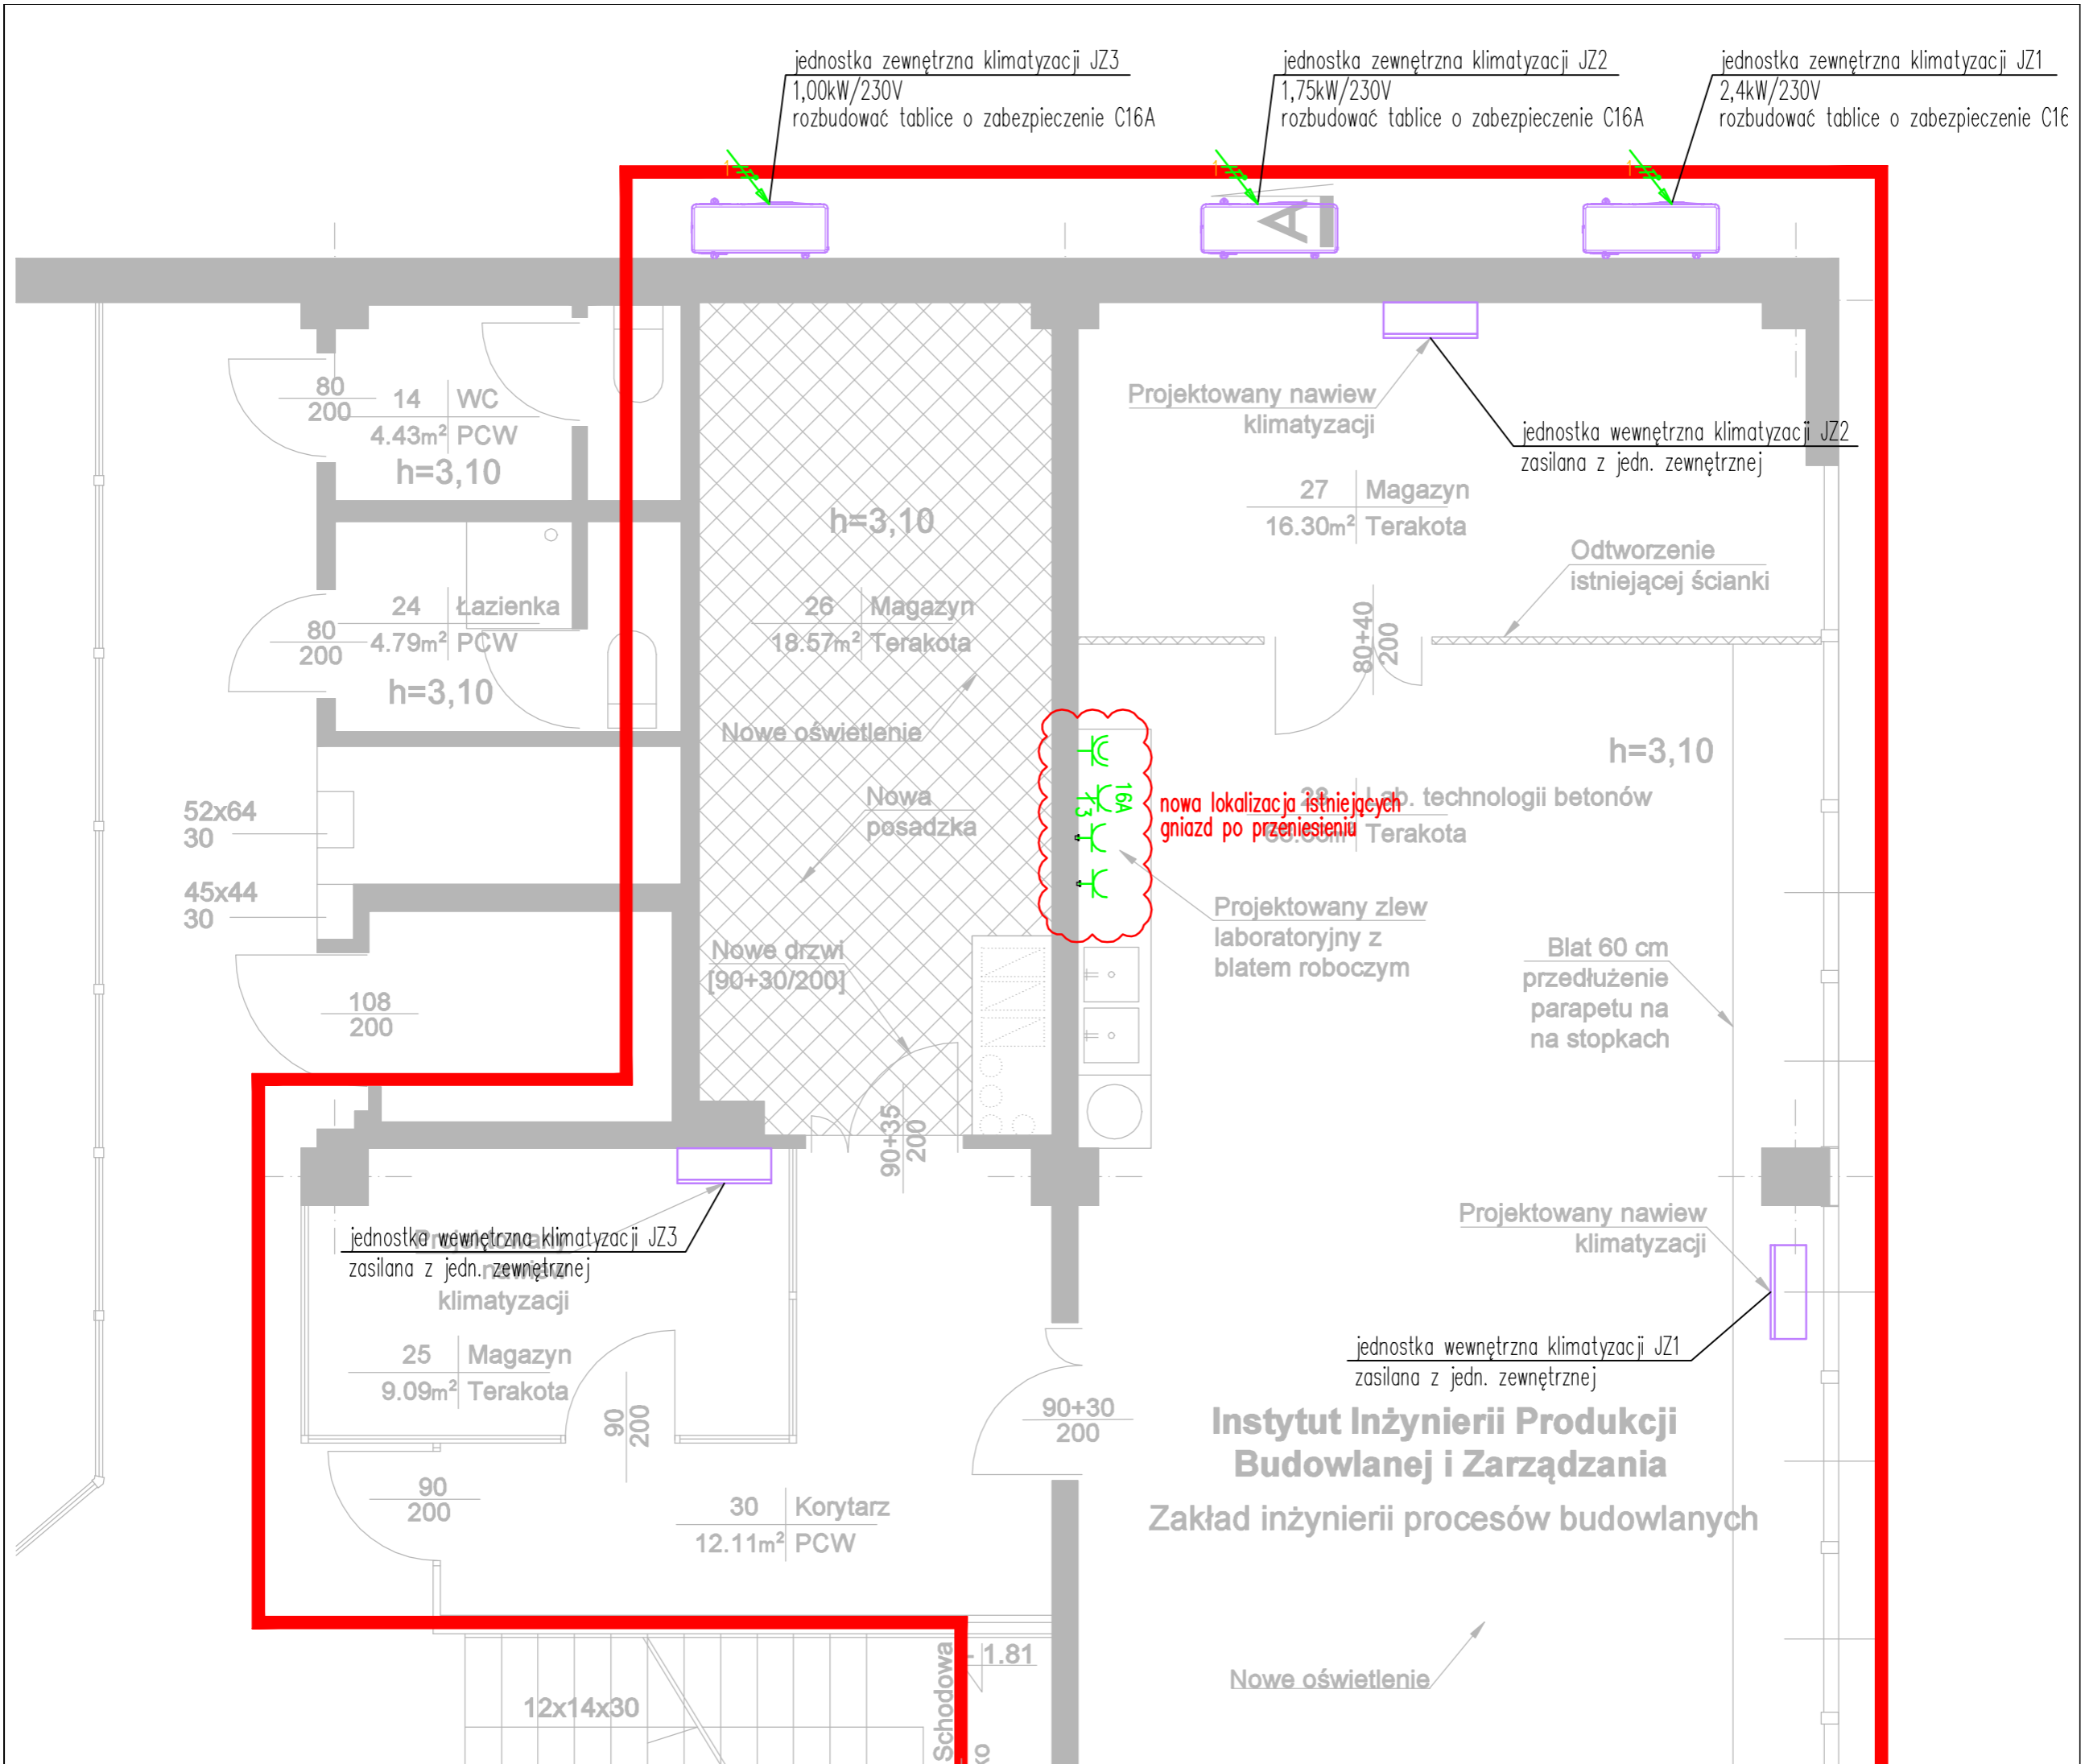 jednostka zewnętrzna klimatyzacji JZ3
1,00kW/230V
rozbudować tablice o zabezpieczenie C16A
jednostka zewnętrzna klimatyzacji JZ2
1,75kW/230V
rozbudować tablice o zabezpieczenie C16A
jednostka zewnętrzna klimatyzacji JZ1
2,4kW/230V
rozbudować tablice o zabezpieczenie C16
1
1
1
A
80
200
14 WC
4.43m² PCW
h=3,10
Projektowany nawiew
klimatyzacji
jednostka wewnętrzna klimatyzacji JZ2
zasilana z jedn. zewnętrznej
27 Magazyn
16.30m² Terakota
h=3,10
Odtworzenie
istniejącej ścianki
80+40
200
80
200
24 Łazienka
4.79m² PCW
h=3,10
26 Magazyn
18.57m² Terakota
Nowe oświetlenie
h=3,10
52x64
30
Nowa
posadzka
16A
3
nowa lokalizacja istniejących
gniazd po przeniesieniu
28 Lab. technologii betonów
Terakota
45x44
30
Projektowany zlew
laboratoryjny z
blatem roboczym
Nowe drzwi
[90+30/200]
Blat 60 cm
przedłużenie
parapetu na
na stopkach
108
200
90+35
200
Projektowany nawiew
klimatyzacji
jednostka wewnętrzna klimatyzacji JZ3
zasilana z jedn. zewnętrznej
Projektowany
nawiew
klimatyzacji
jednostka wewnętrzna klimatyzacji JZ1
zasilana z jedn. zewnętrznej
25 Magazyn
9.09m² Terakota
90
200
90+30
200
Instytut Inżynierii Produkcji
Budowlanej i Zarządzania
Zakład inżynierii procesów budowlanych
90
200
30 Korytarz
12.11m² PCW
- 1.81
Schodowa
12x14x30
Nowe oświetlenie